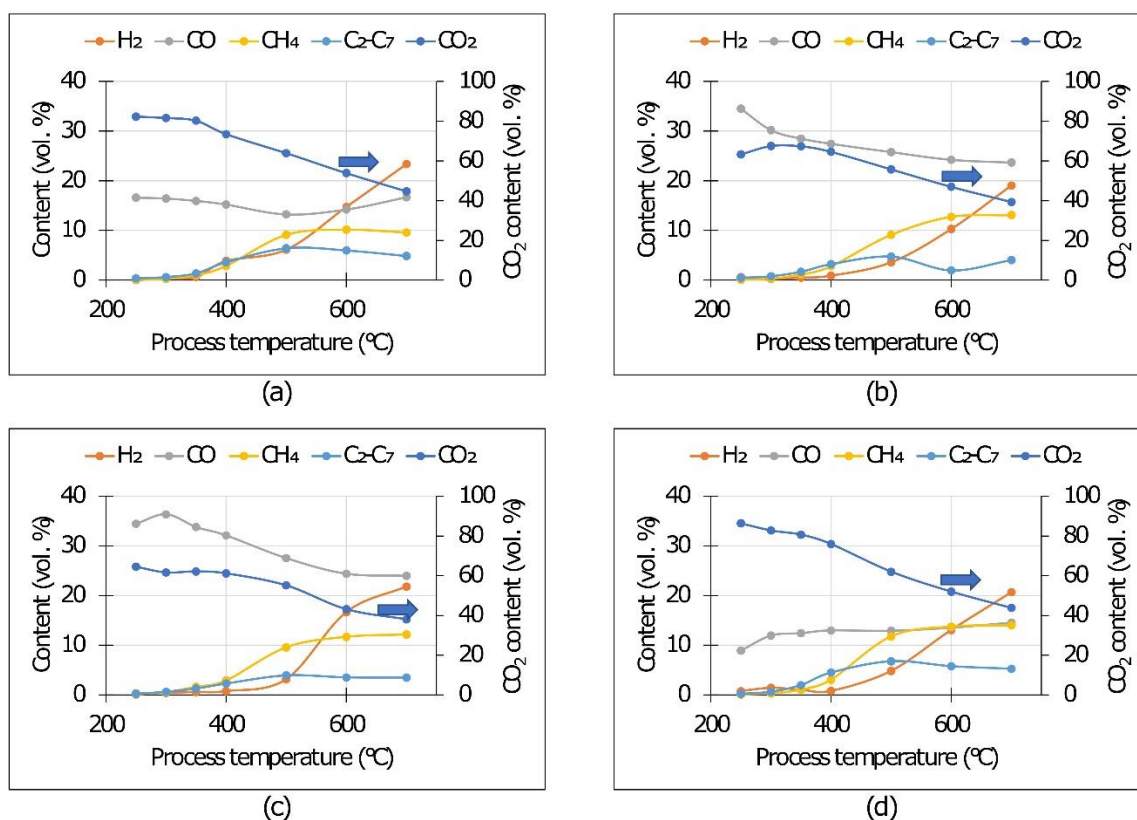 H₂ CO CH₄ C₂-C₇ CO₂
40
30
20
10
0
100
80
60
40
20
0
200 400 600
Content (vol. %)
CO₂ content (vol. %)
Process temperature (°C)
(a)
H₂ CO CH₄ C₂-C₇ CO₂
40
30
20
10
0
100
80
60
40
20
0
200 400 600
Content (vol. %)
CO₂ content (vol. %)
Process temperature (°C)
(b)
H₂ CO CH₄ C₂-C₇ CO₂
40
30
20
10
0
100
80
60
40
20
0
200 400 600
Content (vol. %)
CO₂ content (vol. %)
Process temperature (°C)
(c)
H₂ CO CH₄ C₂-C₇ CO₂
40
30
20
10
0
100
80
60
40
20
0
200 400 600
Content (vol. %)
CO₂ content (vol. %)
Process temperature (°C)
(d)